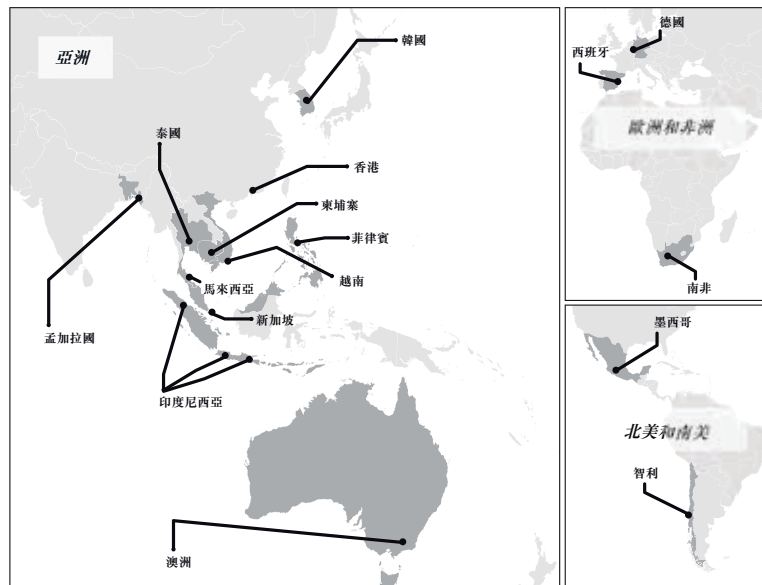 亞洲
韓國
泰國
香港
柬埔寨
菲律賓
越南
馬來西亞
新加坡
孟加拉國
印度尼西亞
澳洲
德國
西班牙
歐洲和非洲
南非
墨西哥
北美和南美
智利